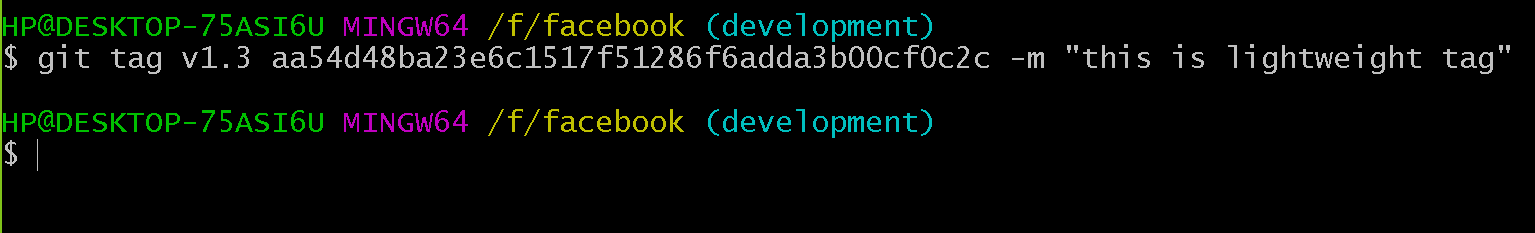 HP@DESKTOP-75ASI6U MINGW64 /f/facebook (development)
$ git tag v1.3 aa54d48ba23e6c1517f51286f6adda3b00cf0c2c -m "this is lightweight tag"
HP@DESKTOP-75ASI6U MINGW64 /f/facebook (development)
$